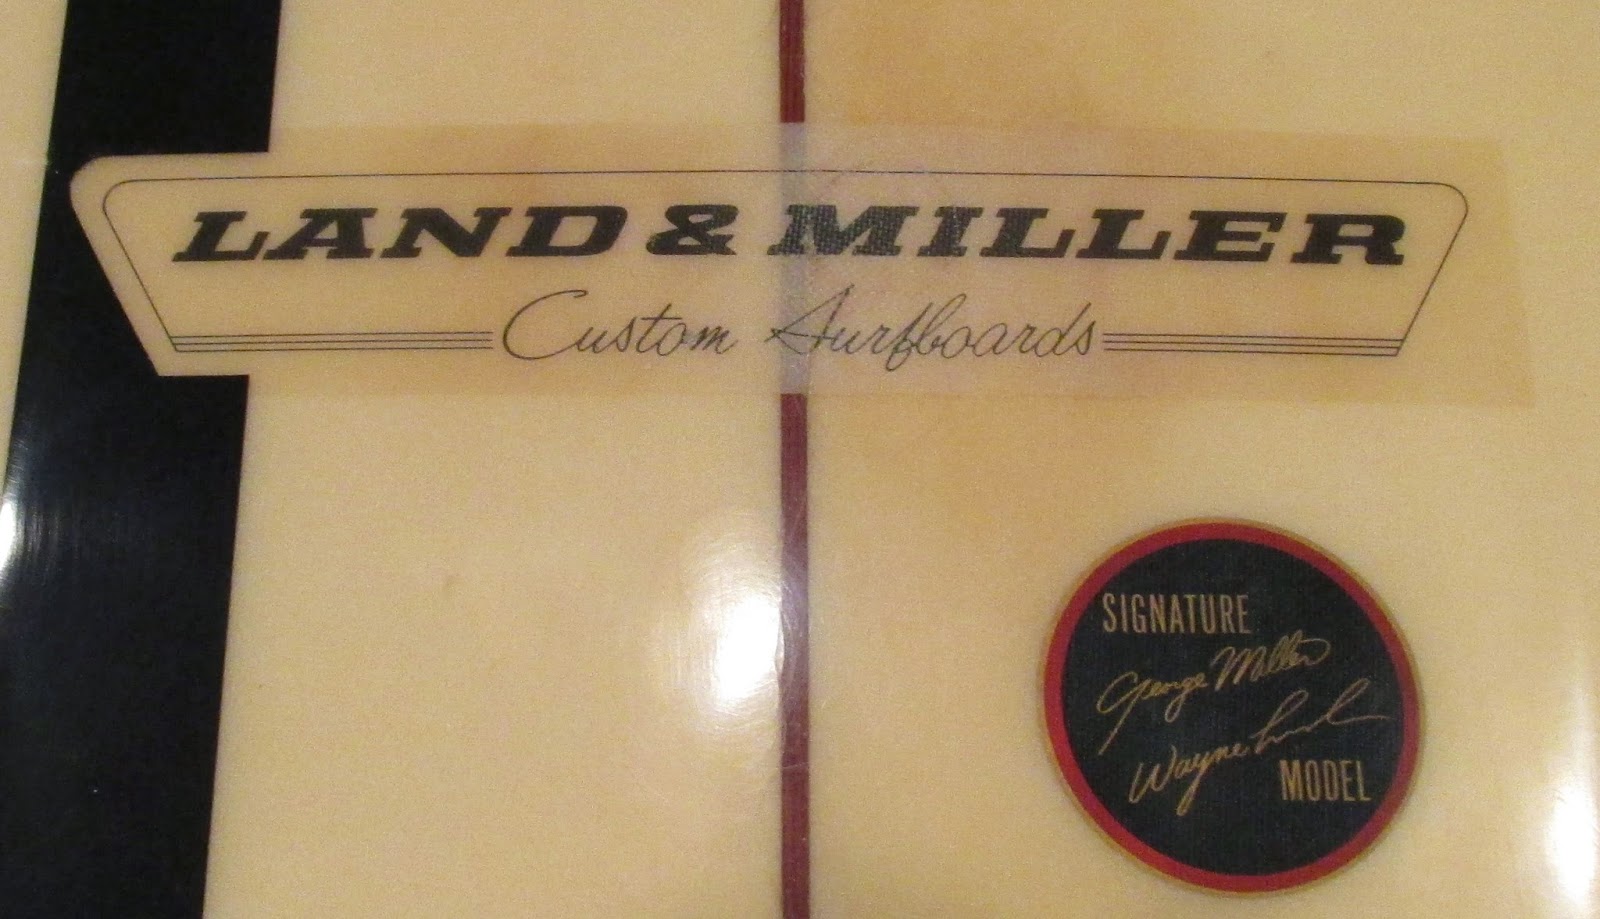 LAND & MILLER
Custom Surfboards
SIGNATURE
George Miller
Wayne Land
MODEL